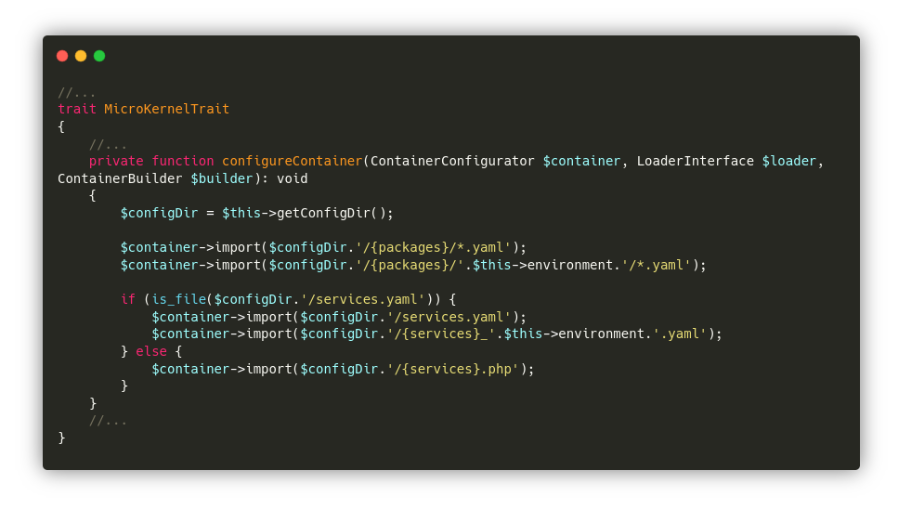 //...
trait MicroKernelTrait
{
    //...
    private function configureContainer(ContainerConfigurator $container, LoaderInterface $loader,
ContainerBuilder $builder): void
    {
        $configDir = $this->getConfigDir();

        $container->import($configDir.'/{packages}/*.yaml');
        $container->import($configDir.'/{packages}/'.$this->environment.'/*.yaml');

        if (is_file($configDir.'/services.yaml')) {
            $container->import($configDir.'/services.yaml');
            $container->import($configDir.'/{services}_'.$this->environment.'.yaml');
        } else {
            $container->import($configDir.'/{services}.php');
        }
    }
    //...
}